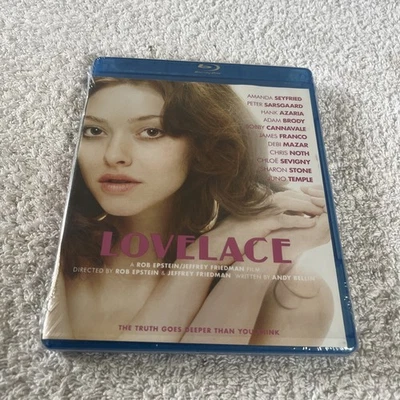 AMANDA SEYFRIED
PETER SARSGAARD
HANK AZARIA
ADAM BRODY
BOBBY CANNAVALE
JAMES FRANCO
DEBI MAZAR
CHRIS NOTH
CHLOË SEVIGNY
SHARON STONE
JUNO TEMPLE
LOVELACE
A ROB EPSTEIN/JEFFREY FRIEDMAN FILM
DIRECTED BY ROB EPSTEIN & JEFFREY FRIEDMAN WRITTEN BY ANDY BELLIN
THE TRUTH GOES DEEPER THAN YOU THINK